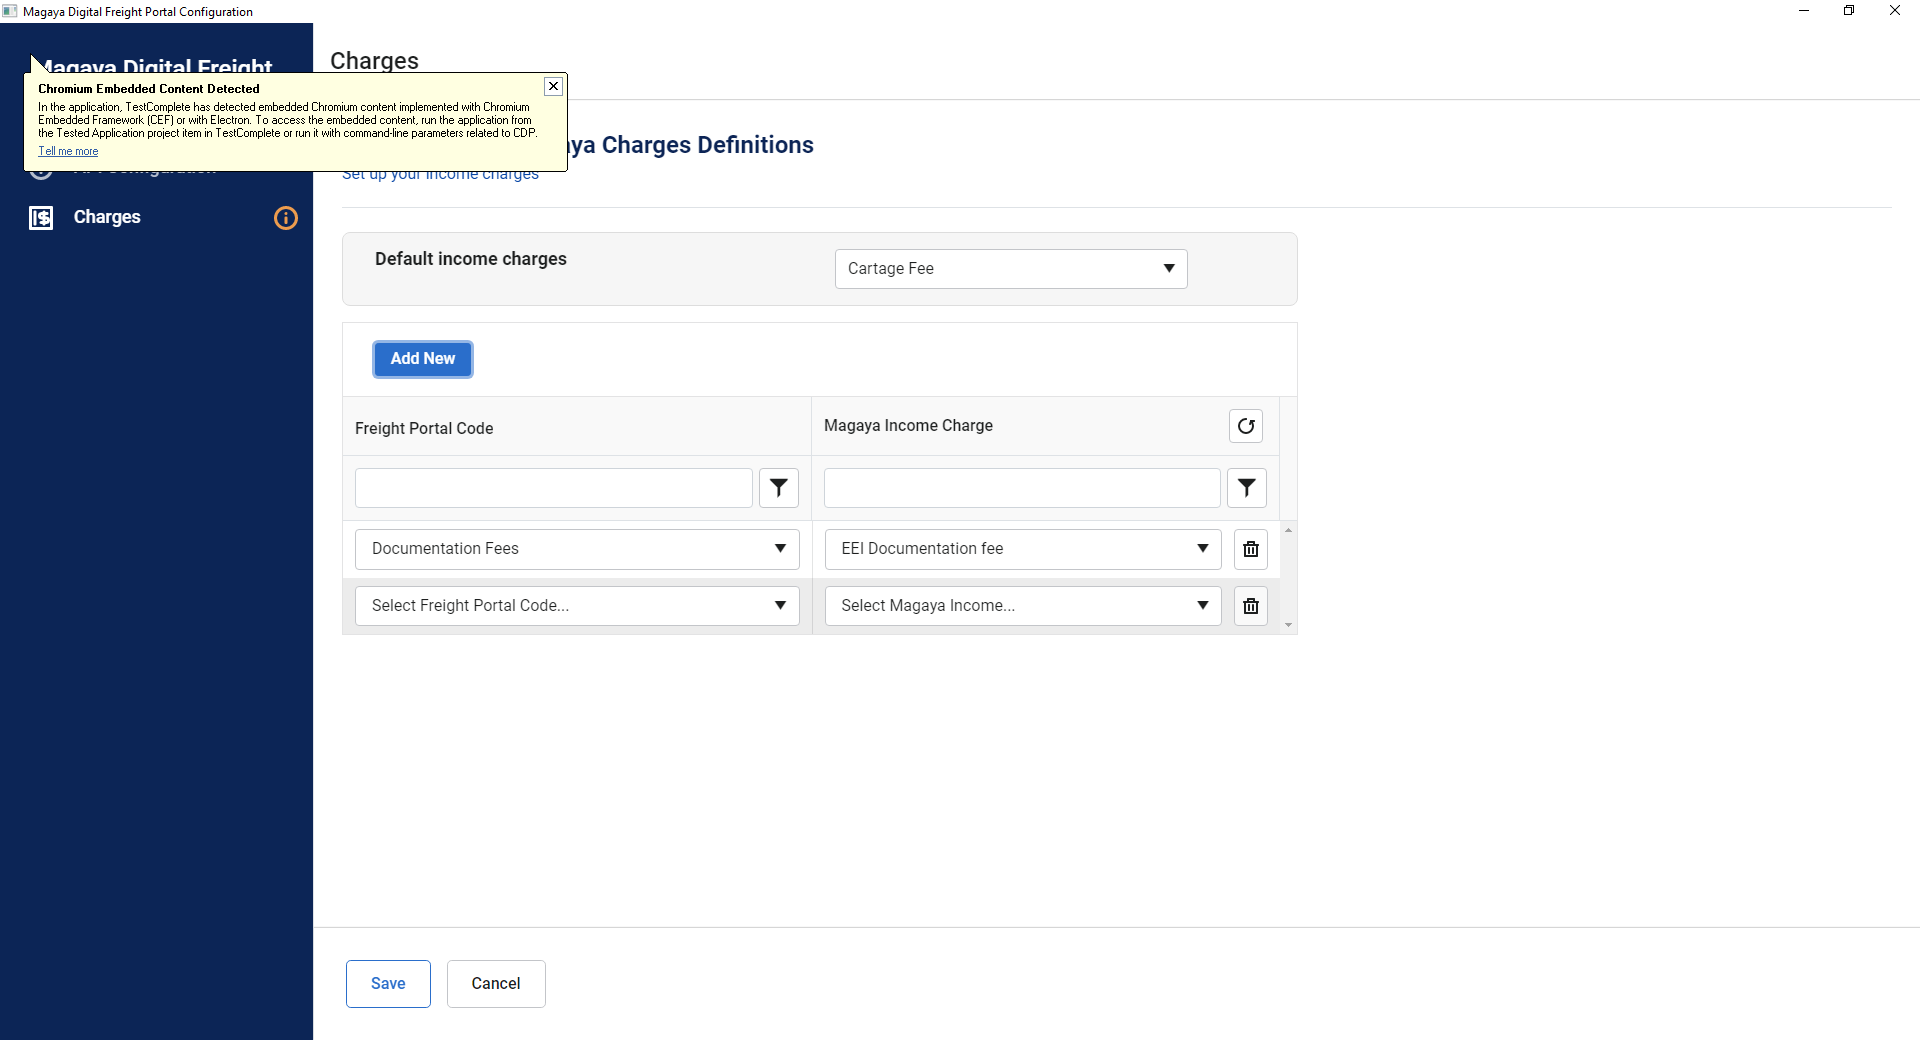 Magaya Digital Freight Portal Configuration
Magaya Digital Freight
Charges
Chromium Embedded Content Detected
In the application, TestComplete has detected embedded Chromium content implemented with Chromium
Embedded Framework (CEF) or with Electron. To access the embedded content, run the application from
the Tested Application project item in TestComplete or run it with command-line parameters related to CDP.
Tell me more
aya Charges Definitions
Set up your income charges
API Configuration
Charges
Default income charges
Cartage Fee
Add New
Freight Portal Code
Magaya Income Charge
Documentation Fees
EEI Documentation fee
Select Freight Portal Code...
Select Magaya Income...
Save
Cancel